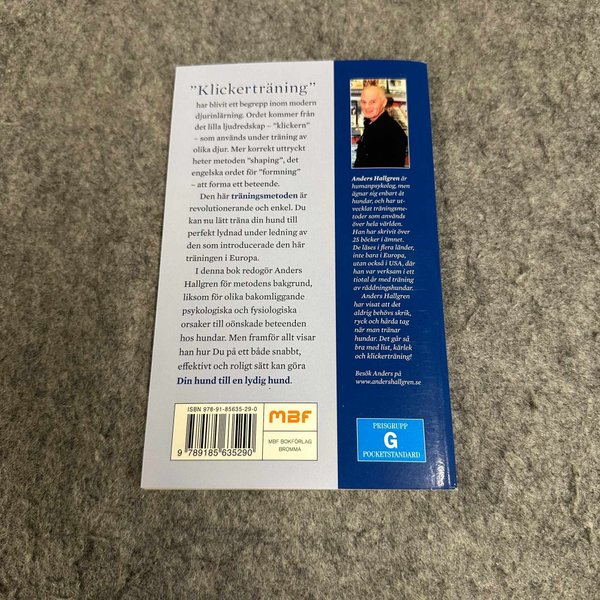 "Klickerträning"
har blivit ett begrepp inom modern
djurinlärning. Ordet kommer från
det lilla ljudredskap – "klickern"
– som används under träning av
olika djur. Mer korrekt uttryckt
heter metoden "shaping", det
engelska ordet för "formning"
– att forma ett beteende.
Den här träningsmetoden är
revolutionerande och enkel. Du
kan nu lätt träna din hund till
perfekt lydnad under ledning av
den som introducerade den här
träningen i Europa.
I denna bok redogör Anders
Hallgren för metodens bakgrund,
liksom för olika bakomliggande
psykologiska och fysiologiska
orsaker till oönskade beteenden
hos hundar. Men framför allt visar
han hur Du på ett både snabbt,
effektivt och roligt sätt kan göra
Din hund till en lydig hund.
ISBN 978-91-85635-29-0
9 789185 635290
MBF
MBF BOKFÖRLAG
BROMMA
Anders Hallgren är
humanpsykolog, men
ägnar sig enbart åt
hundar, och har ut-
vecklat träningsme-
toder som används
över hela världen.
Han har skrivit över
25 böcker i ämnet.
De läses i flera länder,
inte bara i Europa,
utan också i USA, där
han var verksam i ett
tiotal år med träning
av räddningshundar.
Anders Hallgren
har visat att det
aldrig behövs skrik,
ryck och hårda tag
när man tränar
hundar. Det går så
bra med list, kärlek
och klickerträning!
Besök Anders på
www.andershallgren.se
PRISGRUPP
G
POCKETSTANDARD